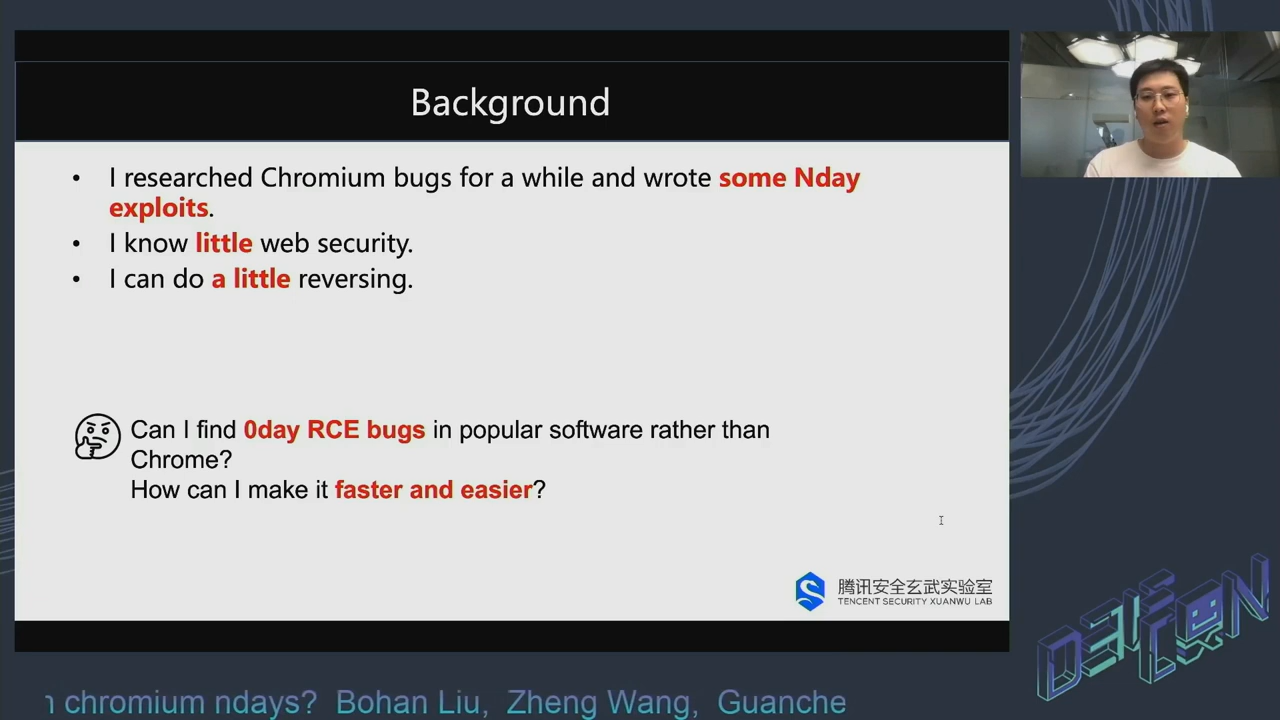 Background
• I researched Chromium bugs for a while and wrote some Nday
exploits.
• I know little web security.
• I can do a little reversing.
Can I find 0day RCE bugs in popular software rather than
Chrome?
How can I make it faster and easier?
腾讯安全玄武实验室
TENCENT SECURITY XUANWU LAB
DEF CON
chromium ndays? Bohan Liu, Zheng Wang, Guanche